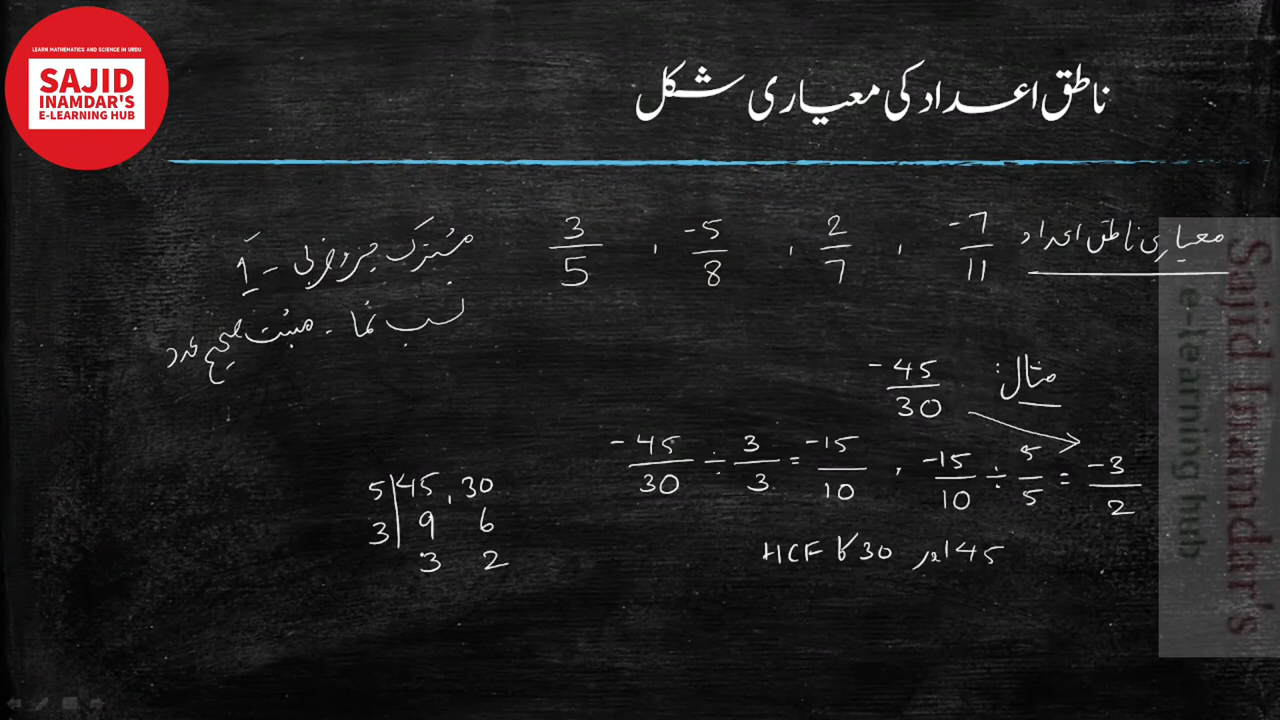 LEARN MATHEMATICS AND SCIENCE IN URDU
SAJID
INAMDAR'S
E-LEARNING HUB
ناطق اعداد کی معیاری شکل
معیاری ناطق اعداد -7/11 , 2/7 , -5/8 , 3/5
مشترک جزو ضربی - 1
نسب نما - مثبت صحیح عدد
مثال: -45/30
-45/30 ÷ 3/3 = -15/10 , -15/10 ÷ 5/5 = -3/2
45 اور 30 کا HCF
5 | 45 , 30
3 | 9 6
3 2
Sajid Inamdar's
e-learning hub